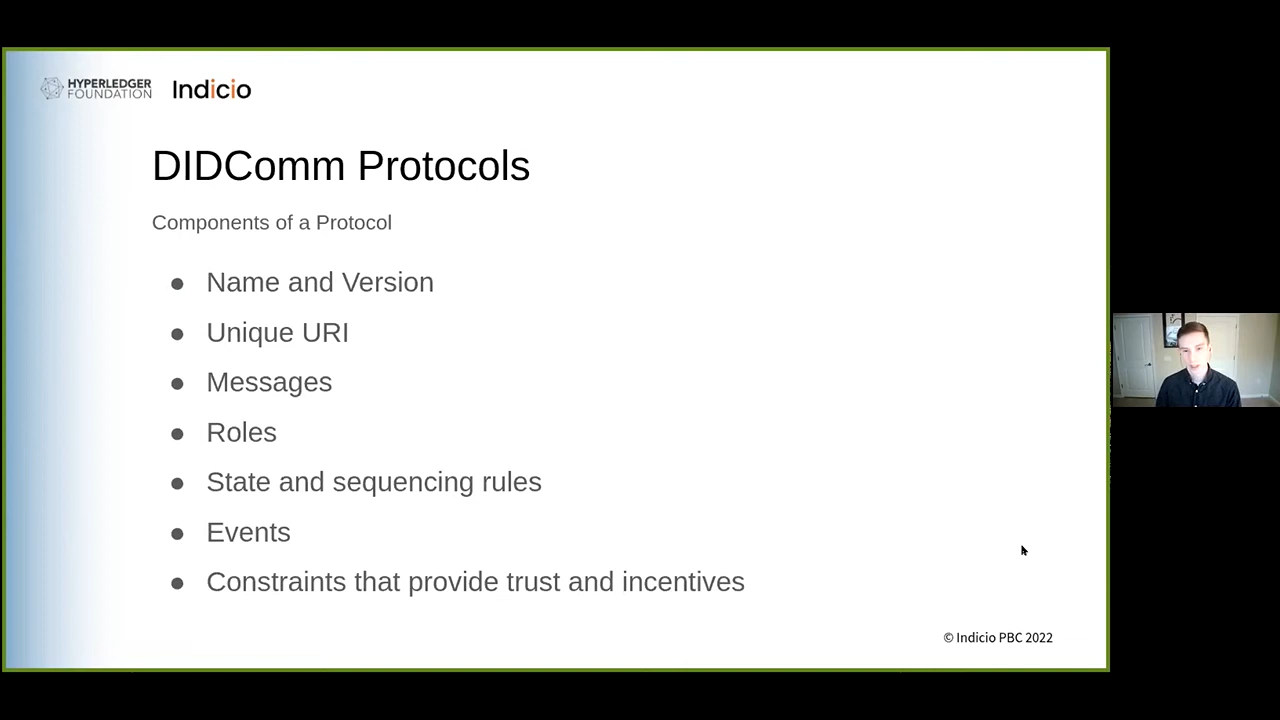 HYPERLEDGER
FOUNDATION
Indicio
DIDComm Protocols
Components of a Protocol
● Name and Version
● Unique URI
● Messages
● Roles
● State and sequencing rules
● Events
● Constraints that provide trust and incentives
© Indicio PBC 2022